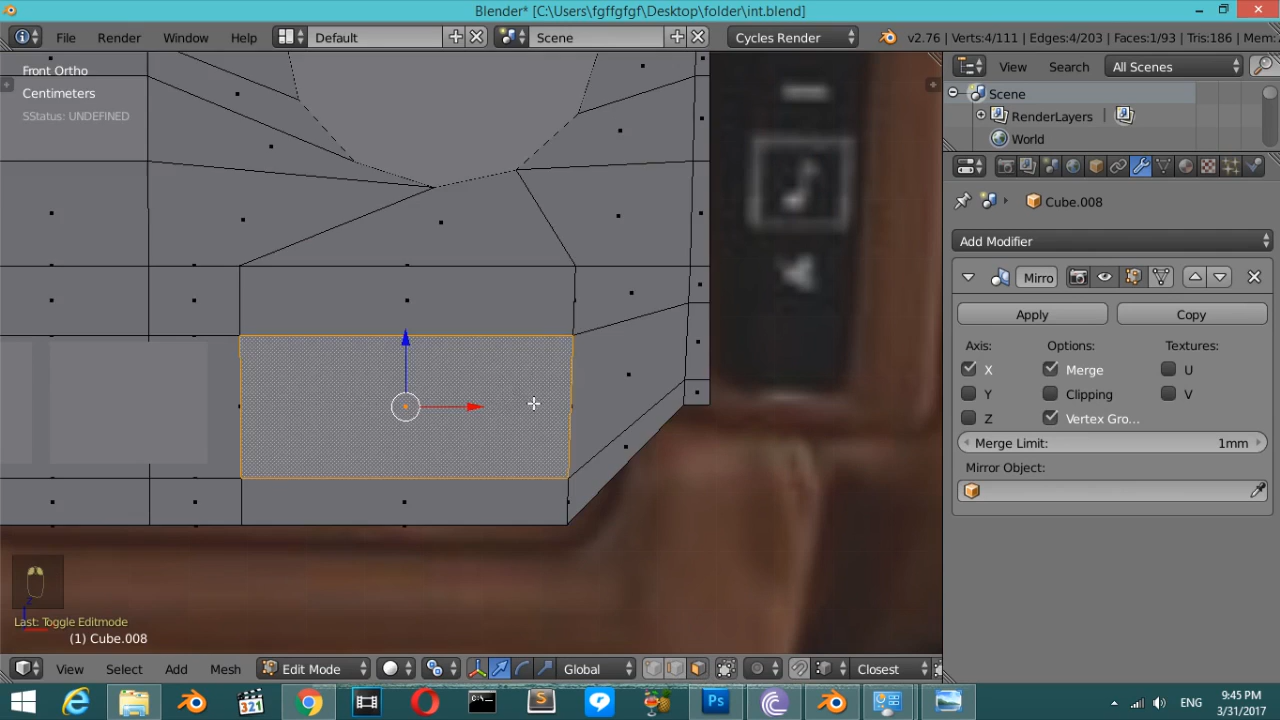 Blender* [C:\Users\fgffgfgf\Desktop\folder\int.blend]
File Render Window Help Default Scene Cycles Render v2.76 | Verts:4/111 | Edges:4/203 | Faces:1/93 | Tris:186 | Mem:
Front Ortho
Centimeters
SStatus: UNDEFINED
View Search All Scenes
Scene
RenderLayers
World
Cube.008
Add Modifier
Mirro
Apply Copy
Axis: Options: Textures:
X Merge U
Y Clipping V
Z Vertex Gro...
Merge Limit: 1mm
Mirror Object:
Z
Last: Toggle Editmode
(1) Cube.008
View Select Add Mesh Edit Mode Global Closest
321
S
Ps
ENG
9:45 PM
3/31/2017